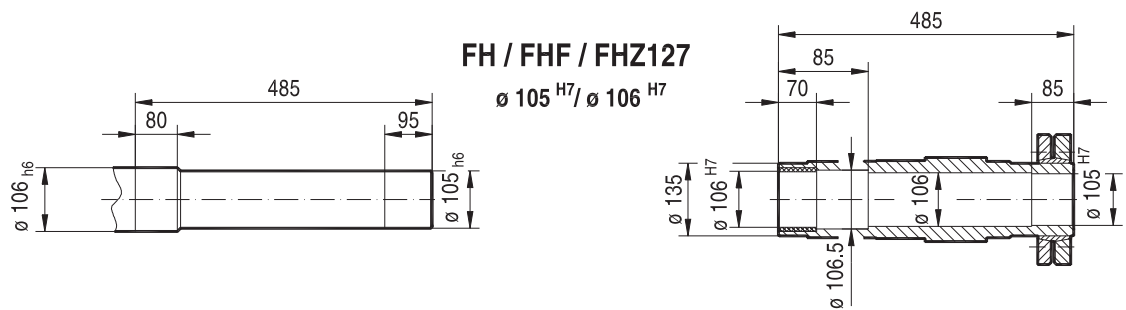 FH / FHF / FHZ127
ø 105 H7/ ø 106 H7
485
80
95
ø 106 h6
ø 105 h6
485
85
70
85
ø 135
ø 106 H7
ø 106.5
ø 106
ø 105 H7